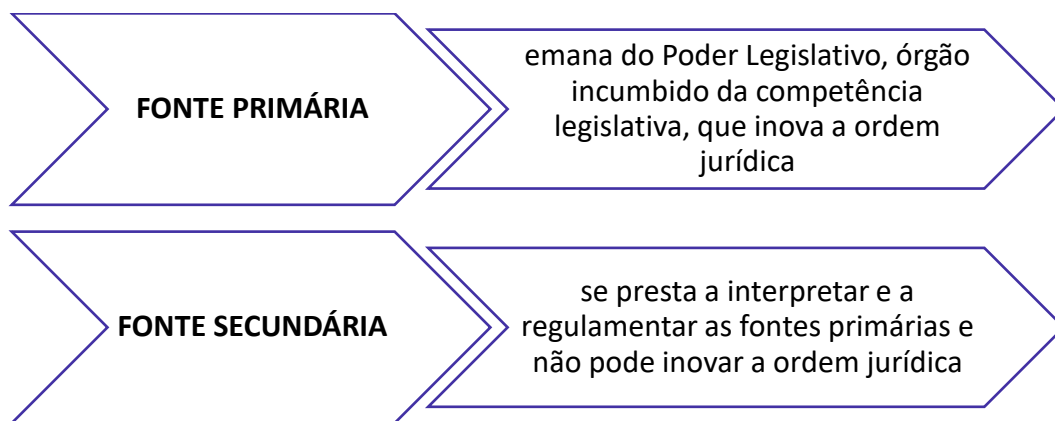 FONTE PRIMÁRIA
emana do Poder Legislativo, órgão
incumbido da competência
legislativa, que inova a ordem
jurídica
FONTE SECUNDÁRIA
se presta a interpretar e a
regulamentar as fontes primárias e
não pode inovar a ordem jurídica